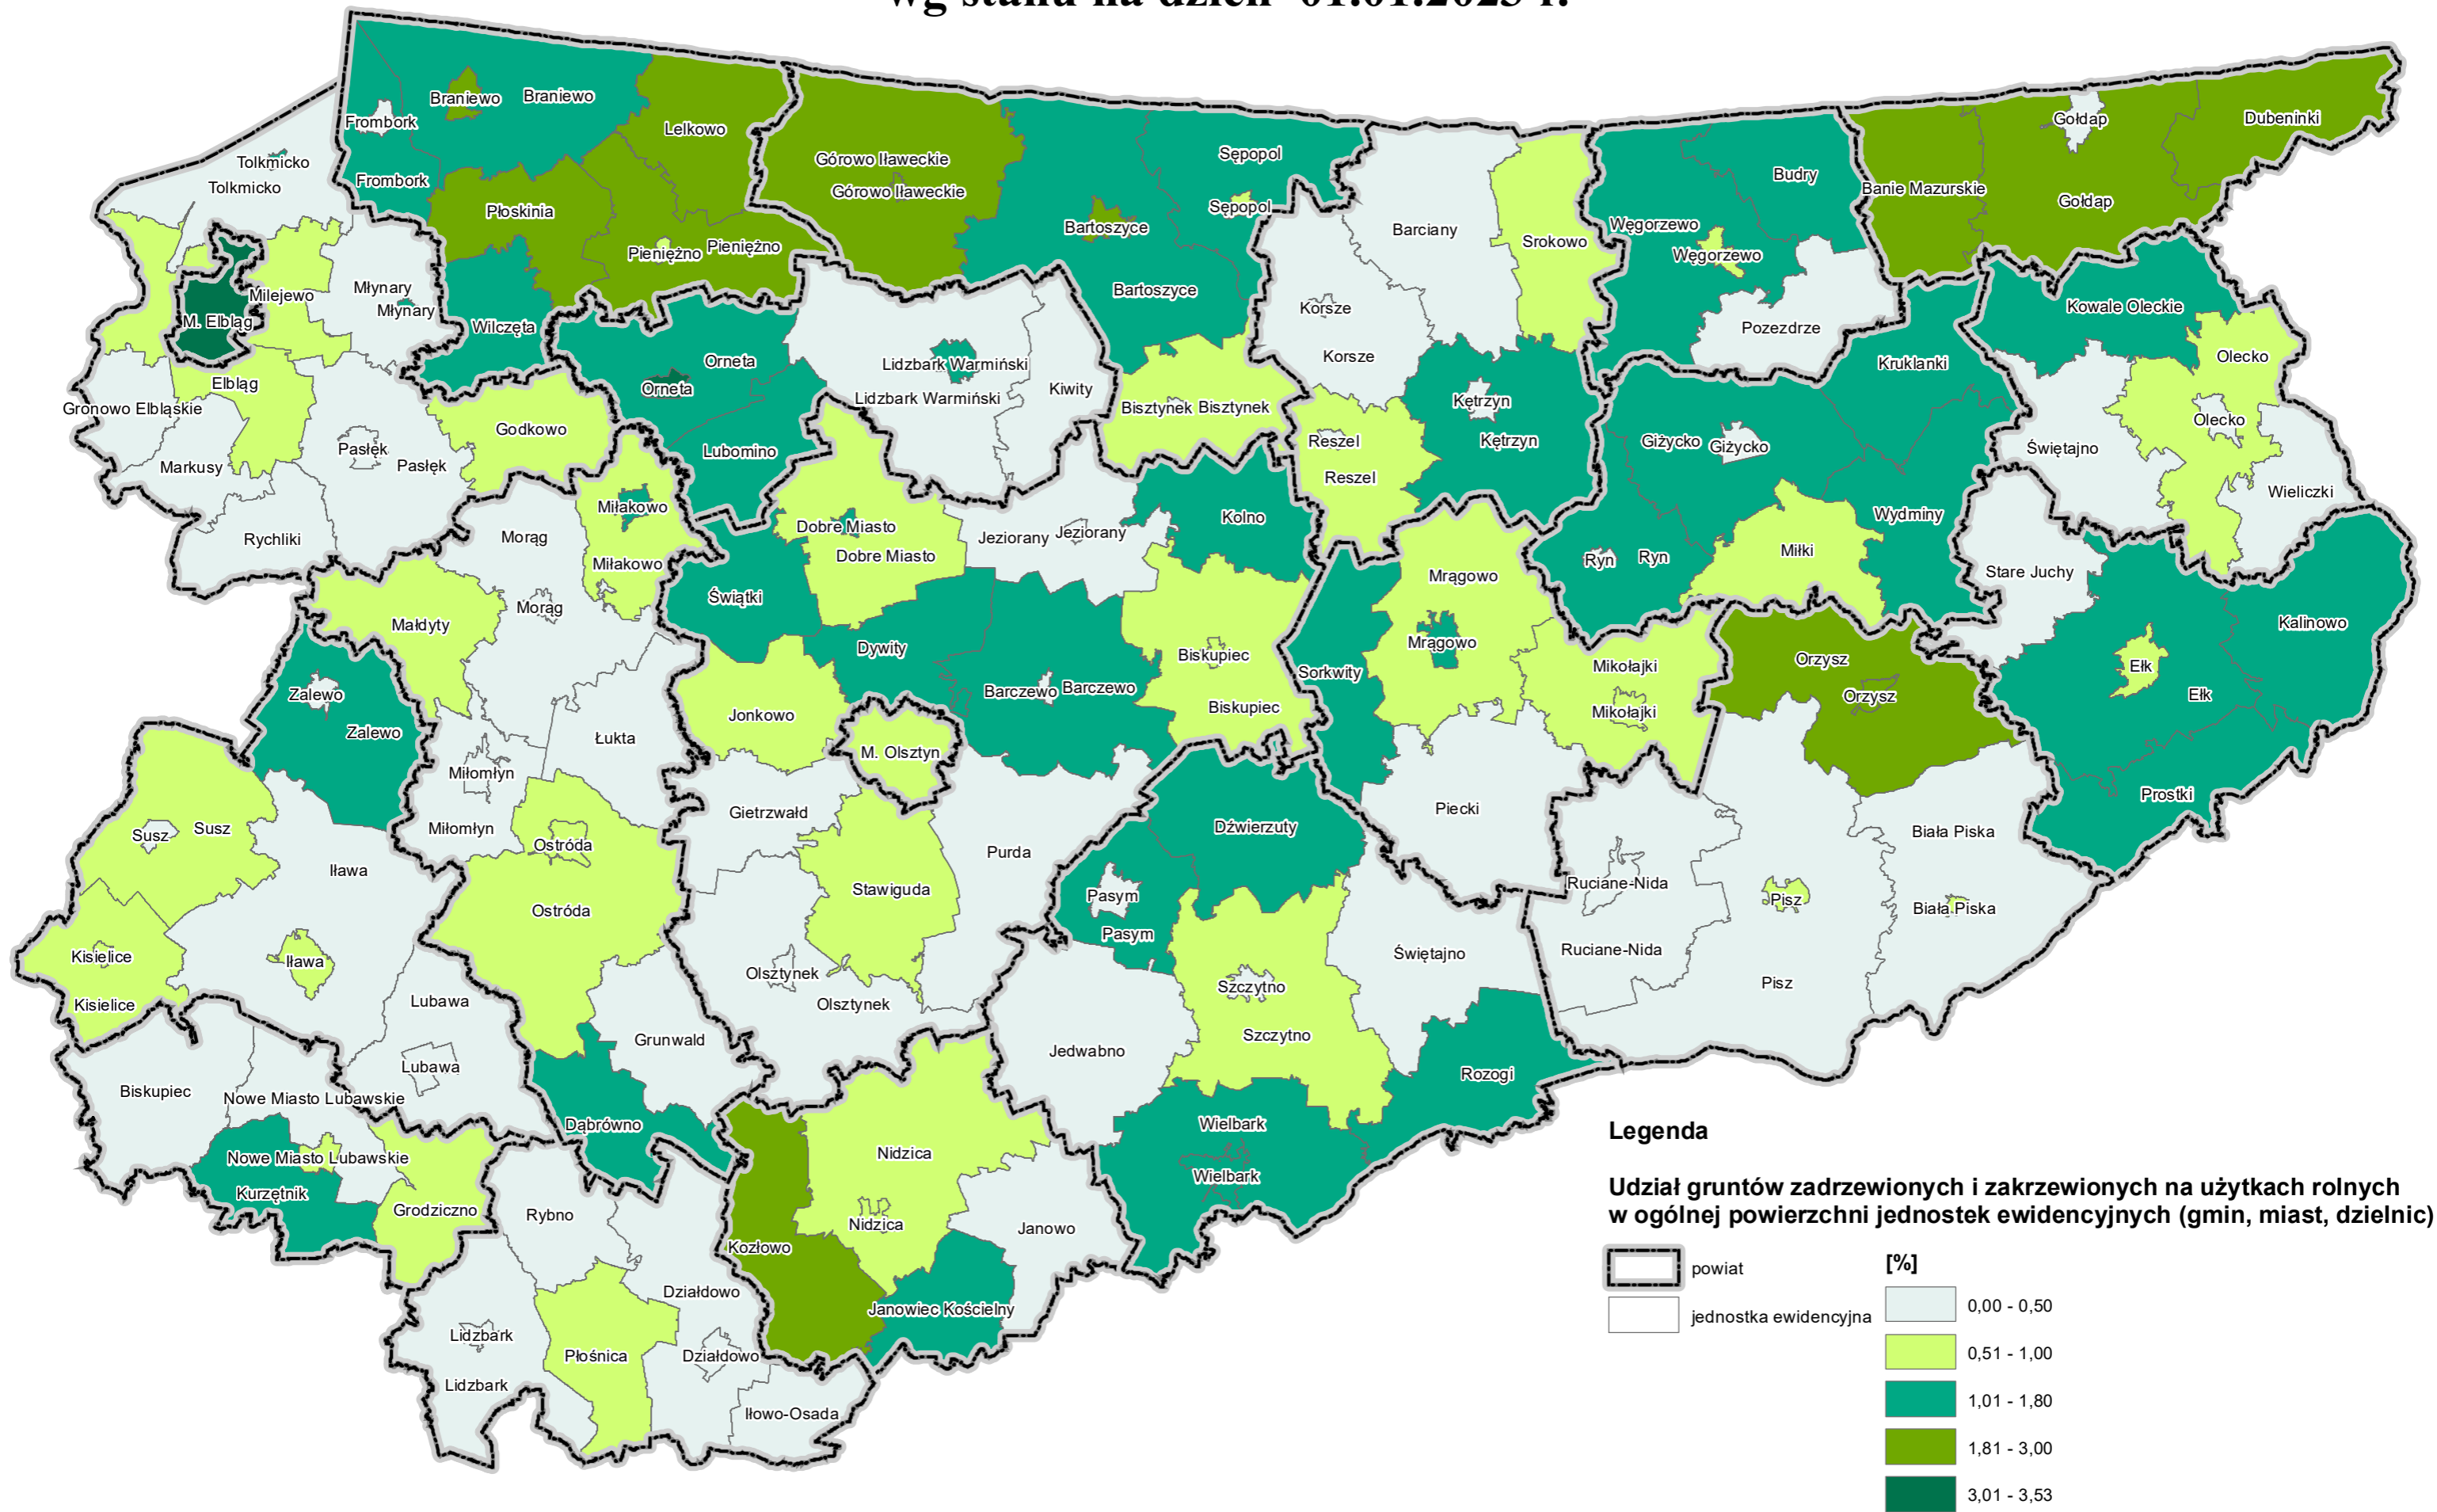 wg stanu na dzień 01.01.2023 r.
Braniewo
Braniewo
Frombork
Lelkowo
Tolkmicko
Tolkmicko
Frombork
Górowo Iławeckie
Górowo Iławeckie
Sępopol
Sępopol
Budry
Gołdap
Dubeninki
Banie Mazurskie
Gołdap
Płoskinia
Bartoszyce
Barciany
Srokowo
Węgorzewo
Węgorzewo
Pieniężno
Pieniężno
Milejewo
Młynary
Młynary
M. Elbląg
Wilczęta
Bartoszyce
Korsze
Pozezdrze
Kowale Oleckie
Orneta
Orneta
Lidzbark Warmiński
Lidzbark Warmiński
Kiwity
Korsze
Kruklanki
Olecko
Elbląg
Gronowo Elbląskie
Bisztynek
Bisztynek
Kętrzyn
Kętrzyn
Olecko
Godkowo
Lubomino
Reszel
Reszel
Giżycko
Giżycko
Świętajno
Pasłęk
Pasłęk
Markusy
Wieliczki
Rychliki
Morąg
Miłakowo
Miłakowo
Dobre Miasto
Dobre Miasto
Jeziorany
Jeziorany
Kolno
Wydminy
Ryn
Ryn
Miłki
Stare Juchy
Mrągowo
Mrągowo
Świątki
Morąg
Małdyty
Dywity
Biskupiec
Biskupiec
Sorkwity
Mikołajki
Mikołajki
Orzysz
Orzysz
Kalinowo
Ełk
Ełk
Zalewo
Zalewo
Barczewo
Barczewo
Jonkowo
Łukta
M. Olsztyn
Miłomłyn
Miłomłyn
Prostki
Susz
Susz
Gietrzwałd
Piecki
Dźwierzuty
Biała Piska
Biała Piska
Ostróda
Ostróda
Purda
Iława
Stawiguda
Pasym
Pasym
Ruciane-Nida
Ruciane-Nida
Pisz
Pisz
Kisielice
Kisielice
Iława
Olsztynek
Olsztynek
Świętajno
Szczytno
Szczytno
Lubawa
Lubawa
Grunwald
Jedwabno
Rozogi
Biskupiec
Nowe Miasto Lubawskie
Nowe Miasto Lubawskie
Dąbrówno
Wielbark
Wielbark
Nidzica
Nidzica
Kurzętnik
Grodziczno
Rybno
Janowo
Kozłowo
Działdowo
Działdowo
Janowiec Kościelny
Lidzbark
Lidzbark
Płośnica
Iłowo-Osada
Legenda
Udział gruntów zadrzewionych i zakrzewionych na użytkach rolnych
w ogólnej powierzchni jednostek ewidencyjnych (gmin, miast, dzielnic)
powiat
jednostka ewidencyjna
[%]
0,00 - 0,50
0,51 - 1,00
1,01 - 1,80
1,81 - 3,00
3,01 - 3,53